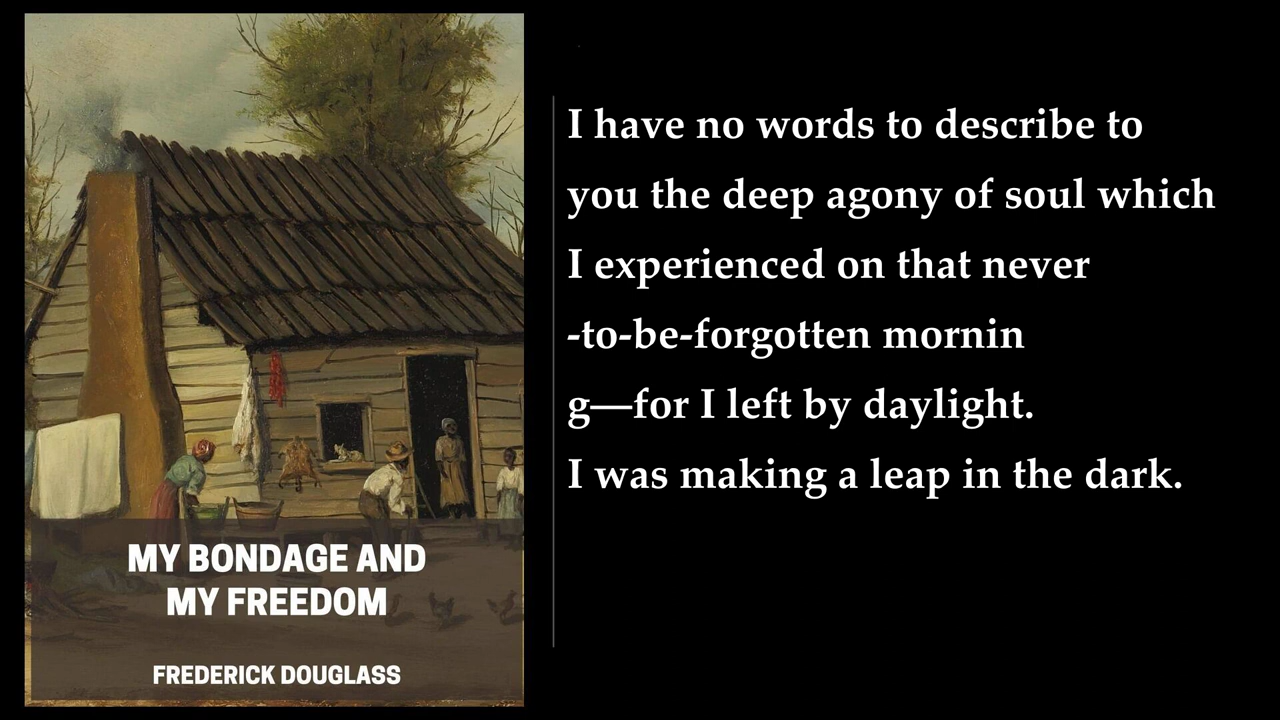 I have no words to describe to
you the deep agony of soul which
I experienced on that never
-to-be-forgotten mornin
g—for I left by daylight.
I was making a leap in the dark.
MY BONDAGE AND
MY FREEDOM
FREDERICK DOUGLASS